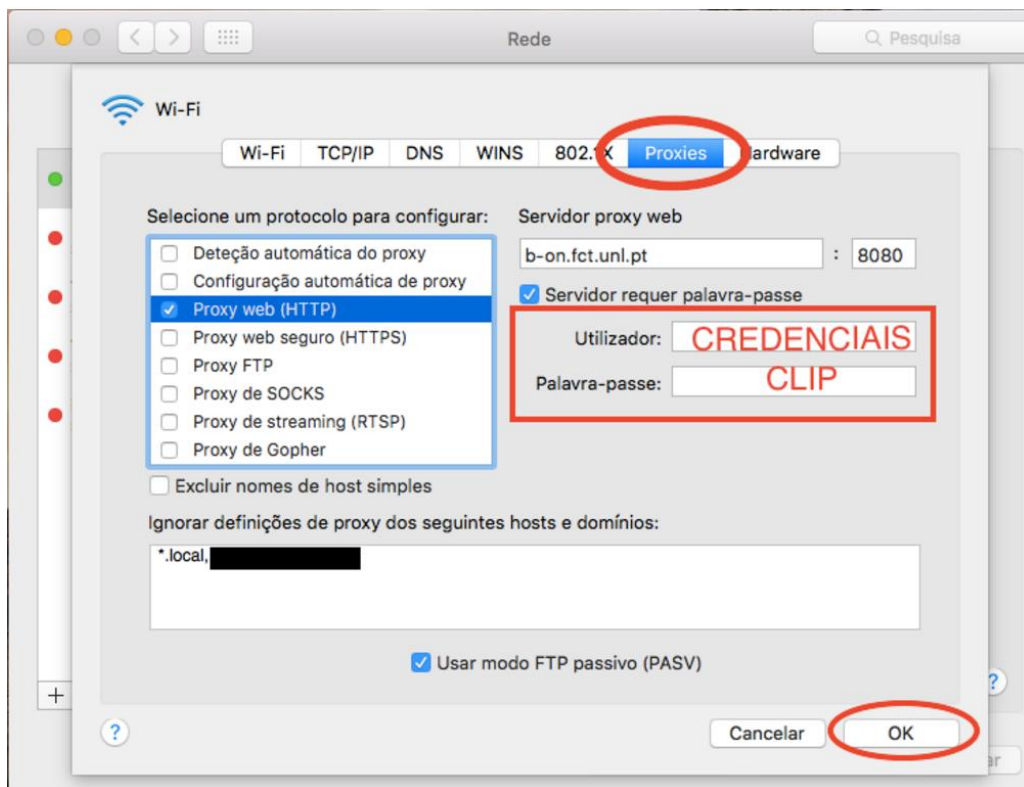 Rede
Pesquisa
Wi-Fi
Wi-Fi TCP/IP DNS WINS 802.1X Proxies Hardware
Selecione um protocolo para configurar:
Deteção automática do proxy
Configuração automática de proxy
Proxy web (HTTP)
Proxy web seguro (HTTPS)
Proxy FTP
Proxy de SOCKS
Proxy de streaming (RTSP)
Proxy de Gopher
Excluir nomes de host simples
Servidor proxy web
b-on.fct.unl.pt : 8080
Servidor requer palavra-passe
Utilizador: CREDENCIAIS
Palavra-passe: CLIP
Ignorar definições de proxy dos seguintes hosts e domínios:
*.local,
Usar modo FTP passivo (PASV)
+
?
?
Cancelar OK
ar